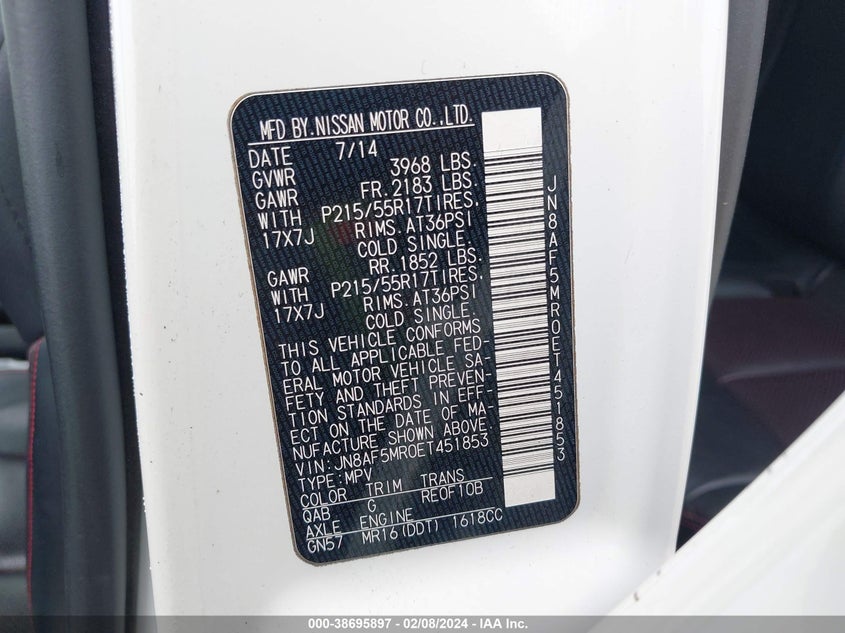 MFD BY.NISSAN MOTOR CO.,LTD.
DATE 7/14
GVWR 3968 LBS.
GAWR FR.2183 LBS.
WITH P215/55R17TIRES.
17X7J RIMS.AT36PSI
COLD SINGLE.
GAWR RR.1852 LBS.
WITH P215/55R17TIRES.
17X7J RIMS.AT36PSI
COLD SINGLE.
THIS VEHICLE CONFORMS
TO ALL APPLICABLE FED-
ERAL MOTOR VEHICLE SA-
FETY AND THEFT PREVEN-
TION STANDARDS IN EFF-
ECT ON THE DATE OF MA-
NUFACTURE SHOWN ABOVE
VIN:JN8AF5MR0ET451853
TYPE:MPV
COLOR TRIM TRANS
QAB G RE0F10B
AXLE ENGINE
GN57 MR16(DDT) 1618CC
JN8AF5MR0ET451853
000-38695897 - 02/08/2024 - IAA Inc.